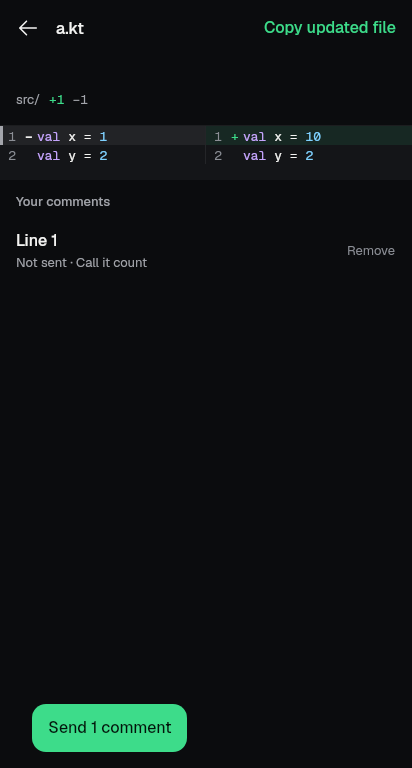 a.kt Copy updated file
src/ +1 −1
1 − val x = 1 1 + val x = 10
2 val y = 2 2 val y = 2
Your comments
Line 1
Not sent · Call it count Remove
Send 1 comment